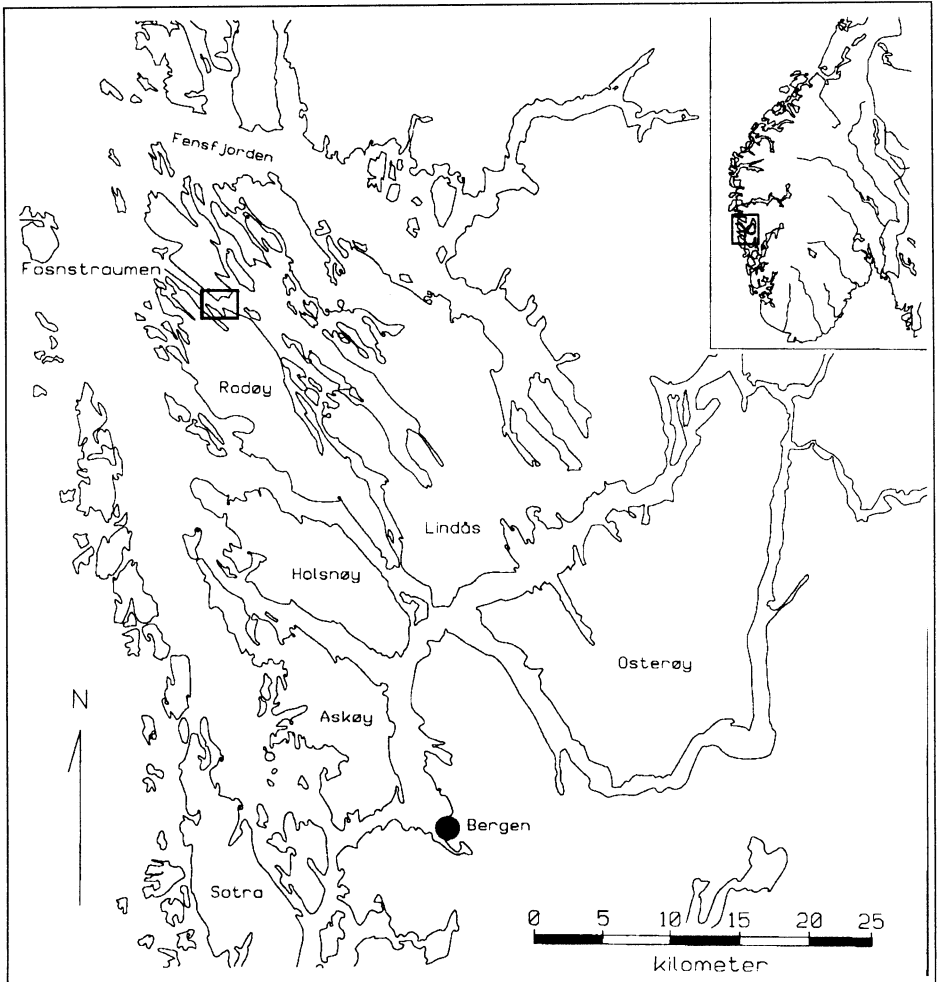 Fensfjorden
Fosnstraumen
Radøy
Lindås
Holsnøy
Osterøy
N
Askøy
Bergen
Sotra
0 5 10 15 20 25
kilometer